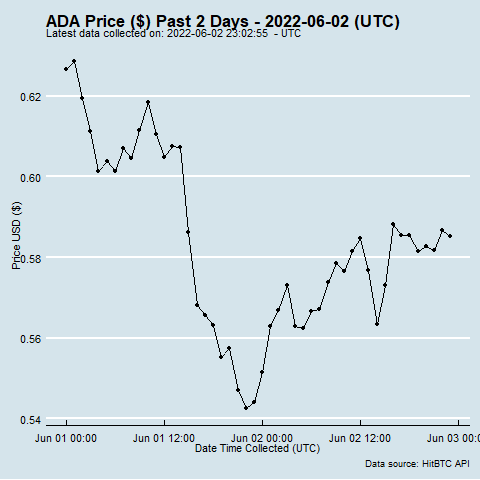 ADA Price ($) Past 2 Days - 2022-06-02 (UTC)
Latest data collected on: 2022-06-02 23:02:55 - UTC
0.62
0.60
0.58
0.56
0.54
Price USD ($)
Jun 01 00:00
Jun 01 12:00
Jun 02 00:00
Jun 02 12:00
Jun 03 00:0
Date Time Collected (UTC)
Data source: HitBTC API